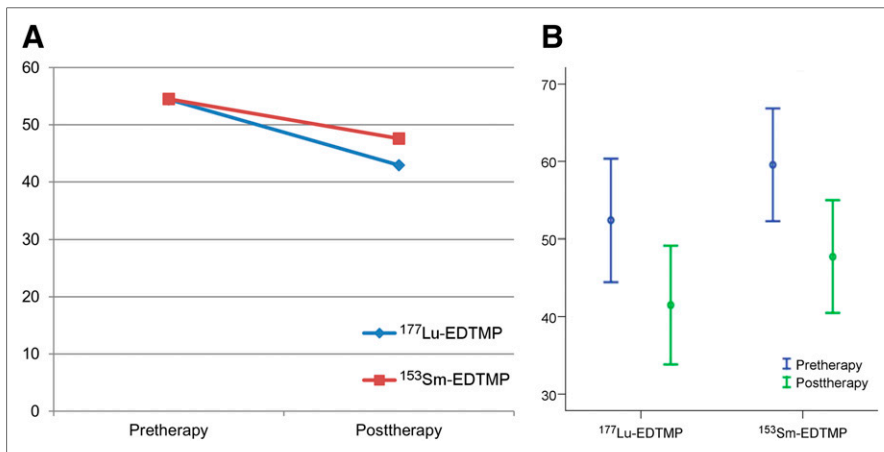 A
60
50
40
30
20
10
0
Pretherapy
Posttherapy
¹⁷⁷Lu-EDTMP
¹⁵³Sm-EDTMP
B
70
60
50
40
30
Pretherapy
Posttherapy
¹⁷⁷Lu-EDTMP
¹⁵³Sm-EDTMP